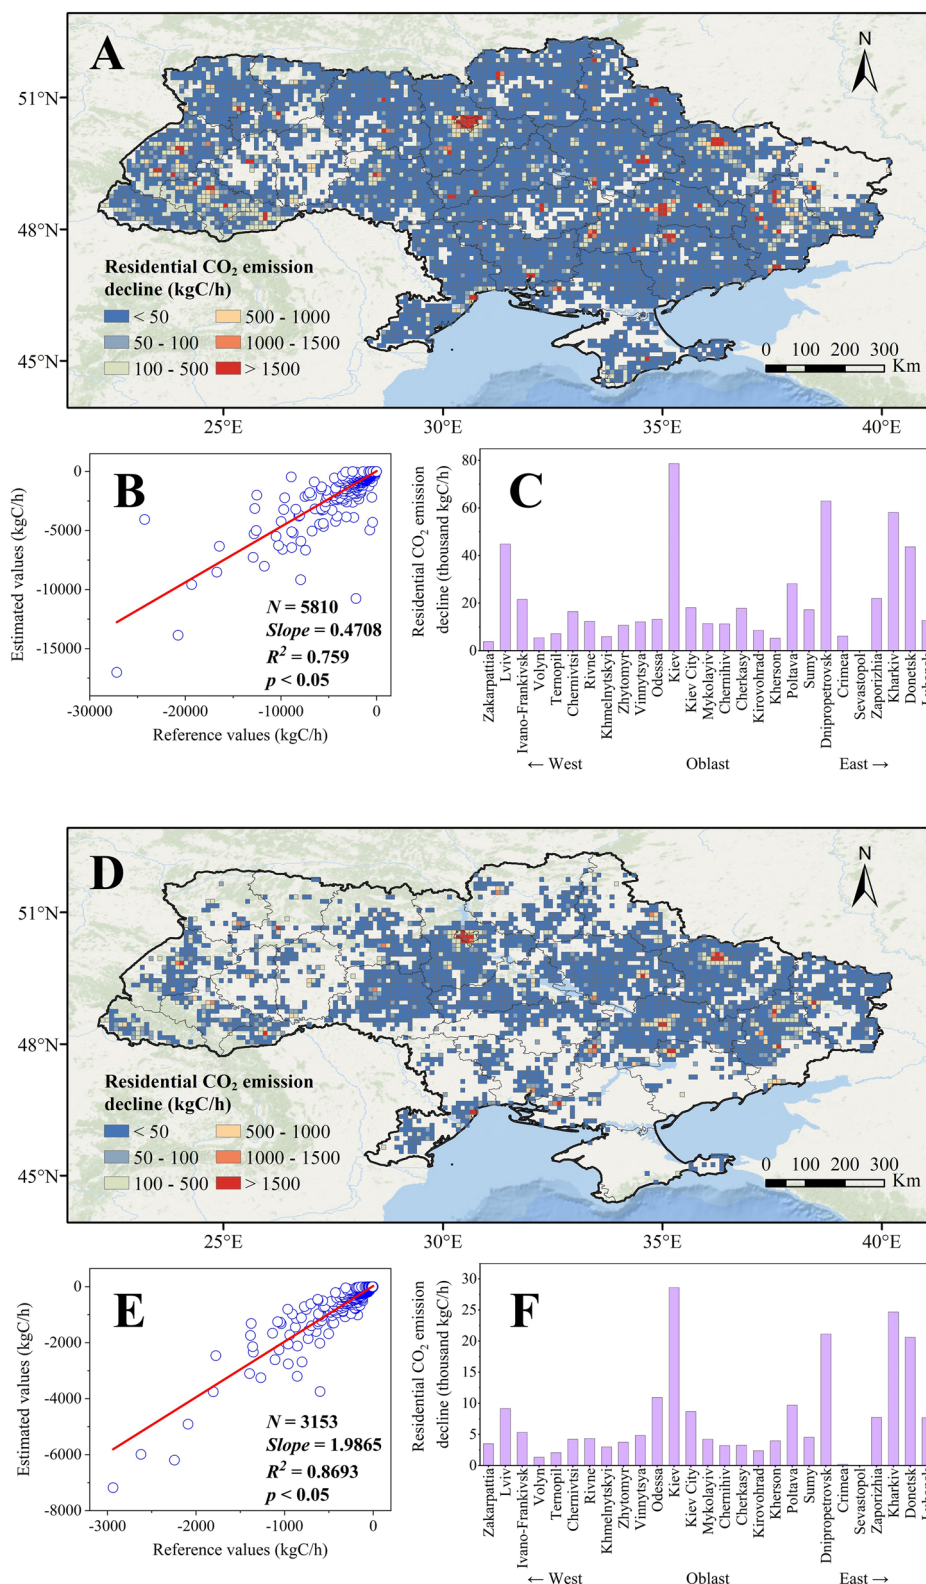 A
N
51°N
48°N
45°N
Residential CO₂ emission
decline (kgC/h)
< 50
500 - 1000
50 - 100
1000 - 1500
100 - 500
> 1500
0 100 200 300
Km
25°E 30°E 35°E 40°E
B
Estimated values (kgC/h)
0
-5000
-10000
-15000
N = 5810
Slope = 0.4708
R² = 0.759
p < 0.05
-30000 -20000 -10000 0
Reference values (kgC/h)
C
Residential CO₂ emission
decline (thousand kgC/h)
80
60
40
20
0
Zakarpattia
Lviv
Ivano-Frankivsk
Volyn
Ternopil
Chernivtsi
Rivne
Khmelnytskyi
Zhytomyr
Vinnytsya
Odessa
Kiev
Kiev City
Mykolayiv
Chernihiv
Cherkasy
Kirovohrad
Kherson
Poltava
Sumy
Dnipropetrovsk
Crimea
Sevastopol
Zaporizhia
Kharkiv
Donetsk
← West Oblast East →
D
N
51°N
48°N
45°N
Residential CO₂ emission
decline (kgC/h)
< 50
500 - 1000
50 - 100
1000 - 1500
100 - 500
> 1500
0 100 200 300
Km
25°E 30°E 35°E 40°E
E
Estimated values (kgC/h)
0
-2000
-4000
-6000
-8000
N = 3153
Slope = 1.9865
R² = 0.8693
p < 0.05
-3000 -2000 -1000 0
Reference values (kgC/h)
F
Residential CO₂ emission
decline (thousand kgC/h)
30
25
20
15
10
5
0
Zakarpattia
Lviv
Ivano-Frankivsk
Volyn
Ternopil
Chernivtsi
Rivne
Khmelnytskyi
Zhytomyr
Vinnytsya
Odessa
Kiev
Kiev City
Mykolayiv
Chernihiv
Cherkasy
Kirovohrad
Kherson
Poltava
Sumy
Dnipropetrovsk
Crimea
Sevastopol
Zaporizhia
Kharkiv
Donetsk
← West Oblast East →